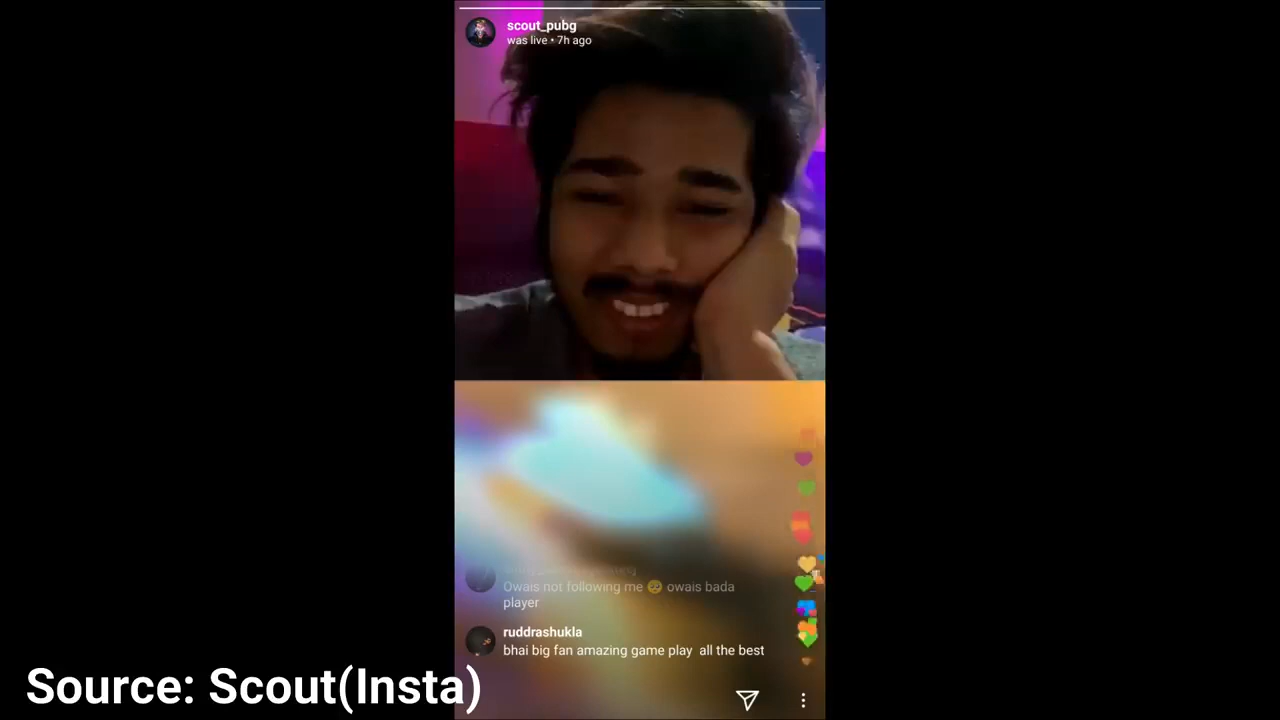 scout_pubg
was live • 7h ago
Owais not following me 🥺 owais bada
player
ruddrashukla
bhai big fan amazing game play all the best
Source: Scout(Insta)